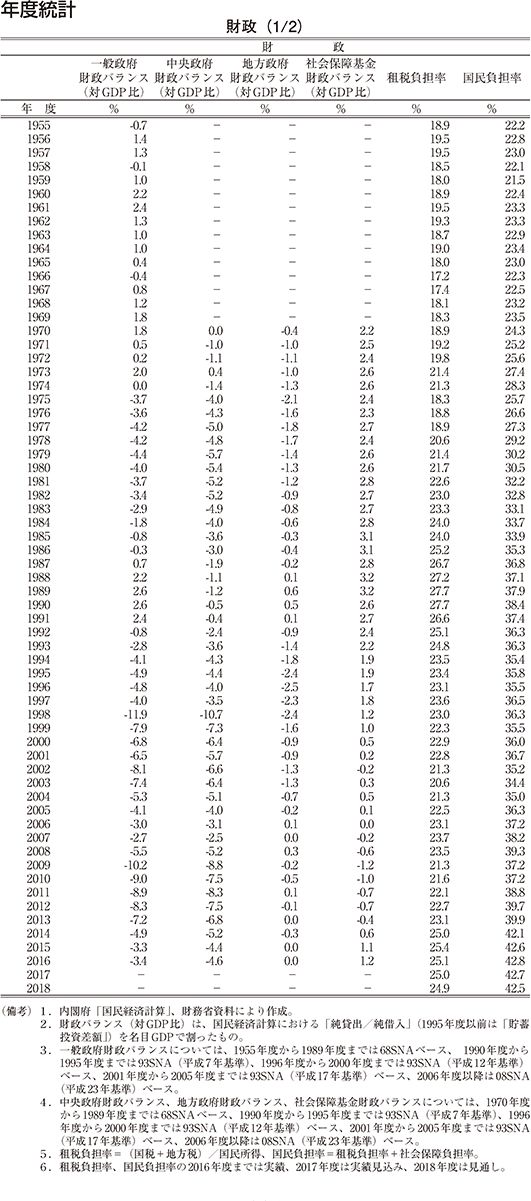 年度統計
財政（1/2）
財　　　政
一般政府 中央政府 地方政府 社会保障基金
財政バランス 財政バランス 財政バランス 財政バランス 租税負担率 国民負担率
（対GDP比） （対GDP比） （対GDP比） （対GDP比）
年　度 % % % % % %
1955 -0.7 － － － 18.9 22.2
1956 1.4 － － － 19.5 22.8
1957 1.3 － － － 19.5 23.0
1958 -0.1 － － － 18.5 22.1
1959 1.0 － － － 18.0 21.5
1960 2.2 － － － 18.9 22.4
1961 2.4 － － － 19.5 23.3
1962 1.3 － － － 19.3 23.3
1963 1.0 － － － 18.7 22.9
1964 1.0 － － － 19.0 23.4
1965 0.4 － － － 18.0 23.0
1966 -0.4 － － － 17.2 22.3
1967 0.8 － － － 17.4 22.5
1968 1.2 － － － 18.1 23.2
1969 1.8 － － － 18.3 23.5
1970 1.8 0.0 -0.4 2.2 18.9 24.3
1971 0.5 -1.0 -1.0 2.5 19.2 25.2
1972 0.2 -1.1 -1.1 2.4 19.8 25.6
1973 2.0 0.4 -1.0 2.6 21.4 27.4
1974 0.0 -1.4 -1.3 2.6 21.3 28.3
1975 -3.7 -4.0 -2.1 2.4 18.3 25.7
1976 -3.6 -4.3 -1.6 2.3 18.8 26.6
1977 -4.2 -5.0 -1.8 2.7 18.9 27.3
1978 -4.2 -4.8 -1.7 2.4 20.6 29.2
1979 -4.4 -5.7 -1.4 2.6 21.4 30.2
1980 -4.0 -5.4 -1.3 2.6 21.7 30.5
1981 -3.7 -5.2 -1.2 2.8 22.6 32.2
1982 -3.4 -5.2 -0.9 2.7 23.0 32.8
1983 -2.9 -4.9 -0.8 2.7 23.3 33.1
1984 -1.8 -4.0 -0.6 2.8 24.0 33.7
1985 -0.8 -3.6 -0.3 3.1 24.0 33.9
1986 -0.3 -3.0 -0.4 3.1 25.2 35.3
1987 0.7 -1.9 -0.2 2.8 26.7 36.8
1988 2.2 -1.1 0.1 3.2 27.2 37.1
1989 2.6 -1.2 0.6 3.2 27.7 37.9
1990 2.6 -0.5 0.5 2.6 27.7 38.4
1991 2.4 -0.4 0.1 2.7 26.6 37.4
1992 -0.8 -2.4 -0.9 2.4 25.1 36.3
1993 -2.8 -3.6 -1.4 2.2 24.8 36.3
1994 -4.1 -4.3 -1.8 1.9 23.5 35.4
1995 -4.9 -4.4 -2.4 1.9 23.4 35.8
1996 -4.8 -4.0 -2.5 1.7 23.1 35.5
1997 -4.0 -3.5 -2.3 1.8 23.6 36.5
1998 -11.9 -10.7 -2.4 1.2 23.0 36.3
1999 -7.9 -7.3 -1.6 1.0 22.3 35.5
2000 -6.8 -6.4 -0.9 0.5 22.9 36.0
2001 -6.5 -5.7 -0.9 0.2 22.8 36.7
2002 -8.1 -6.6 -1.3 -0.2 21.3 35.2
2003 -7.4 -6.4 -1.3 0.3 20.6 34.4
2004 -5.3 -5.1 -0.7 0.5 21.3 35.0
2005 -4.1 -4.0 -0.2 0.1 22.5 36.3
2006 -3.0 -3.1 0.1 0.0 23.1 37.2
2007 -2.7 -2.5 0.0 -0.2 23.7 38.2
2008 -5.5 -5.2 0.3 -0.6 23.5 39.3
2009 -10.2 -8.8 -0.2 -1.2 21.3 37.2
2010 -9.0 -7.5 -0.5 -1.0 21.6 37.2
2011 -8.9 -8.3 0.1 -0.7 22.1 38.8
2012 -8.3 -7.5 -0.1 -0.7 22.7 39.7
2013 -7.2 -6.8 0.0 -0.4 23.1 39.9
2014 -4.9 -5.2 -0.3 0.6 25.0 42.1
2015 -3.3 -4.4 0.0 1.1 25.4 42.6
2016 -3.4 -4.6 0.0 1.2 25.1 42.8
2017 － － － － 25.0 42.7
2018 － － － － 24.9 42.5
（備考）1．内閣府「国民経済計算」、財務省資料により作成。
2．財政バランス（対GDP比）は、国民経済計算における「純貸出／純借入」（1995年度以前は「貯蓄
投資差額」）を名目GDPで割ったもの。
3．一般政府財政バランスについては、1955年度から1989年度までは68SNAベース、 1990年度から
1995年度までは93SNA（平成7年基準）、1996年度から2000年度までは93SNA（平成12年基準）
ベース、2001年度から2005年度までは93SNA（平成17年基準）ベース、2006年度以降は08SNA
（平成23年基準）ベース。
4．中央政府財政バランス、地方政府財政バランス、社会保障基金財政バランスについては、1970年度
から1989年度までは68SNAベース、1990年度から1995年度までは93SNA（平成7年基準）、1996
年度から2000年度までは93SNA（平成12年基準）ベース、2001年度から2005年度までは93SNA
（平成17年基準）ベース、2006年度以降は08SNA（平成23年基準）ベース。
5．租税負担率＝（国税＋地方税）／国民所得、国民負担率＝租税負担率＋社会保障負担率。
6．租税負担率、国民負担率の2016年度までは実績、2017年度は実績見込み、2018年度は見通し。